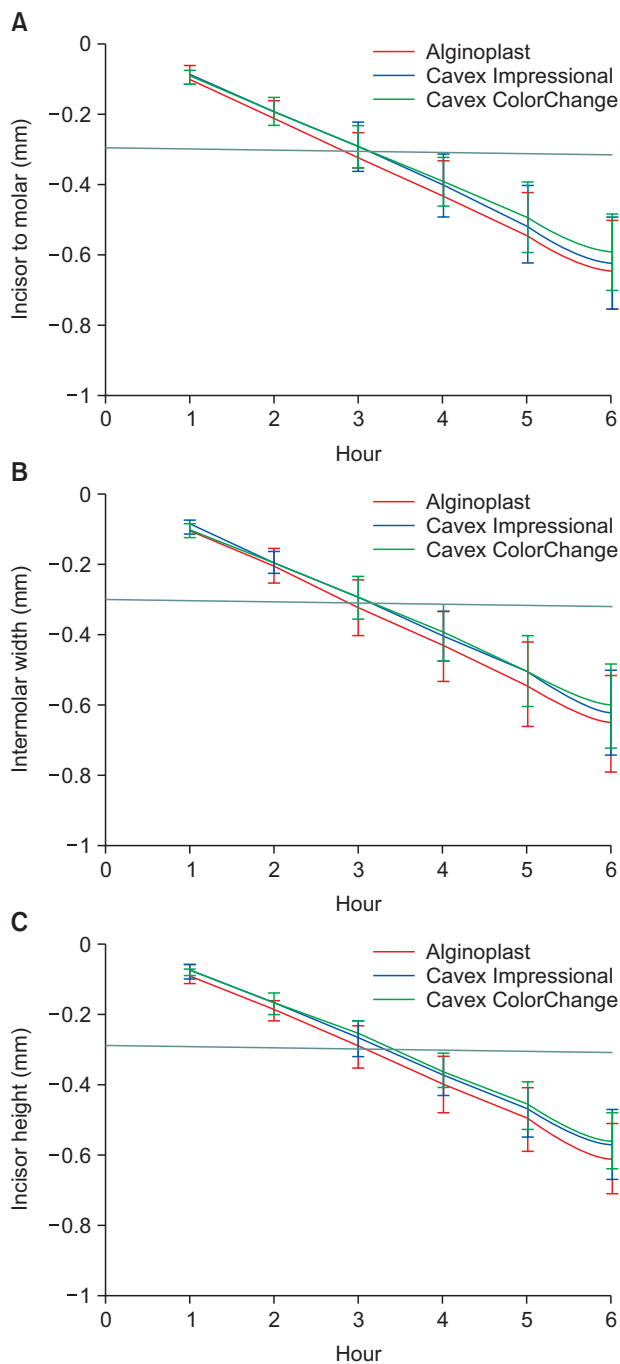 A
Alginoplast
Cavex Impressional
Cavex ColorChange
Incisor to molar (mm)
0
−0.2
−0.4
−0.6
−0.8
−1
0 1 2 3 4 5 6
Hour
B
Alginoplast
Cavex Impressional
Cavex ColorChange
Intermolar width (mm)
0
−0.2
−0.4
−0.6
−0.8
−1
0 1 2 3 4 5 6
Hour
C
Alginoplast
Cavex Impressional
Cavex ColorChange
Incisor height (mm)
0
−0.2
−0.4
−0.6
−0.8
−1
0 1 2 3 4 5 6
Hour